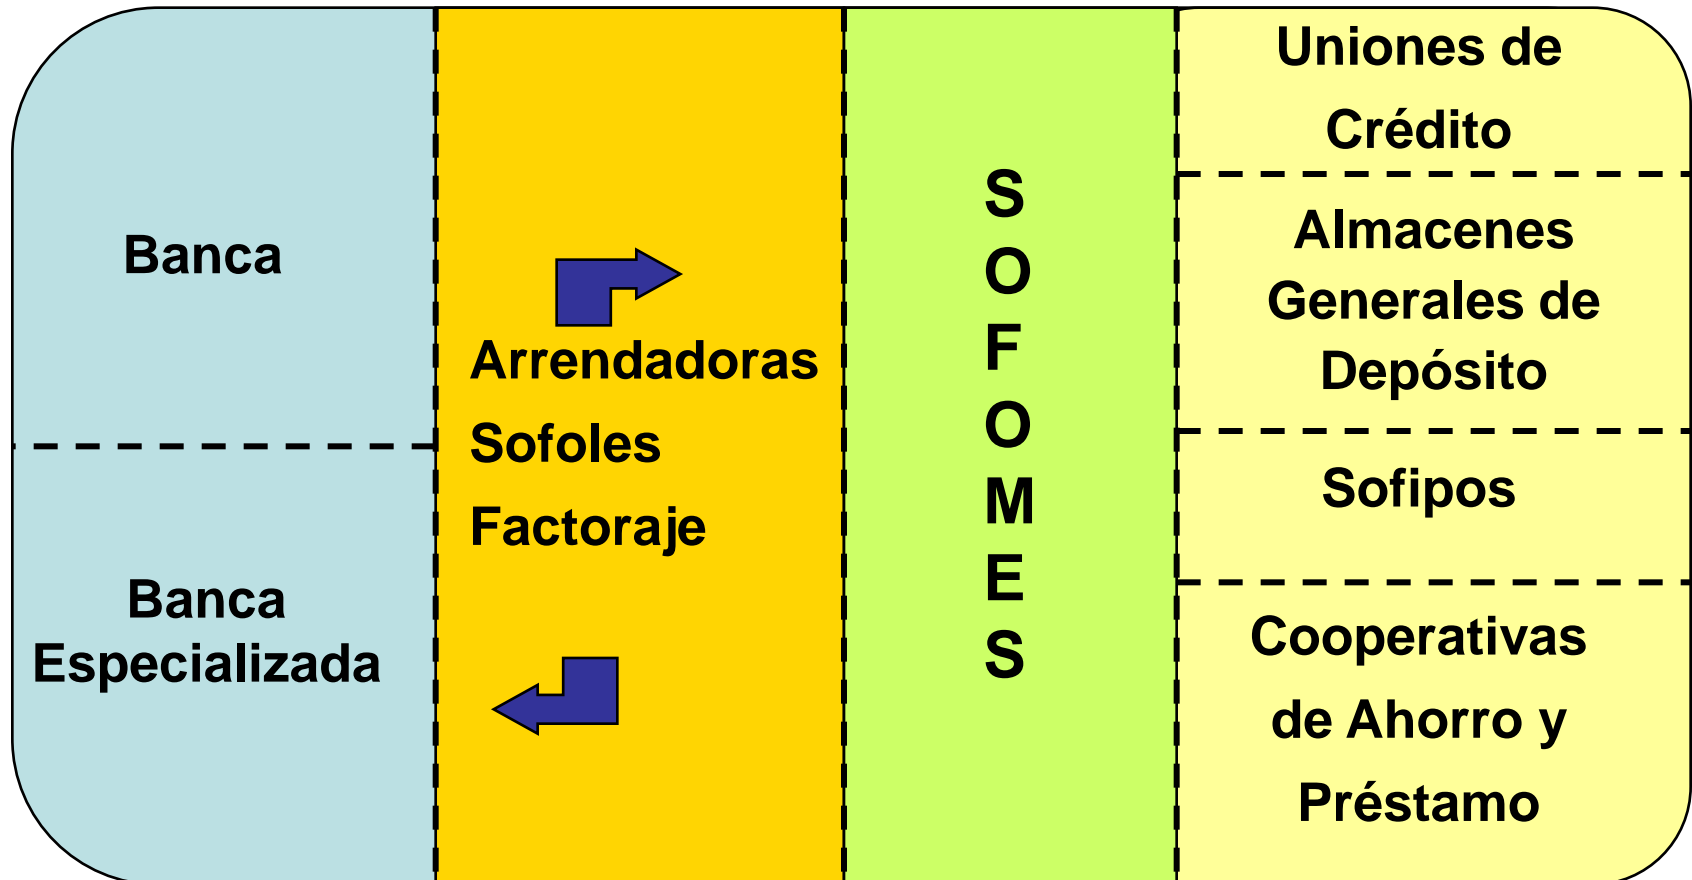 Banca
Banca
Especializada
Arrendadoras
Sofoles
Factoraje
S
O
F
O
M
E
S
Uniones de
Crédito
Almacenes
Generales de
Depósito
Sofipos
Cooperativas
de Ahorro y
Préstamo